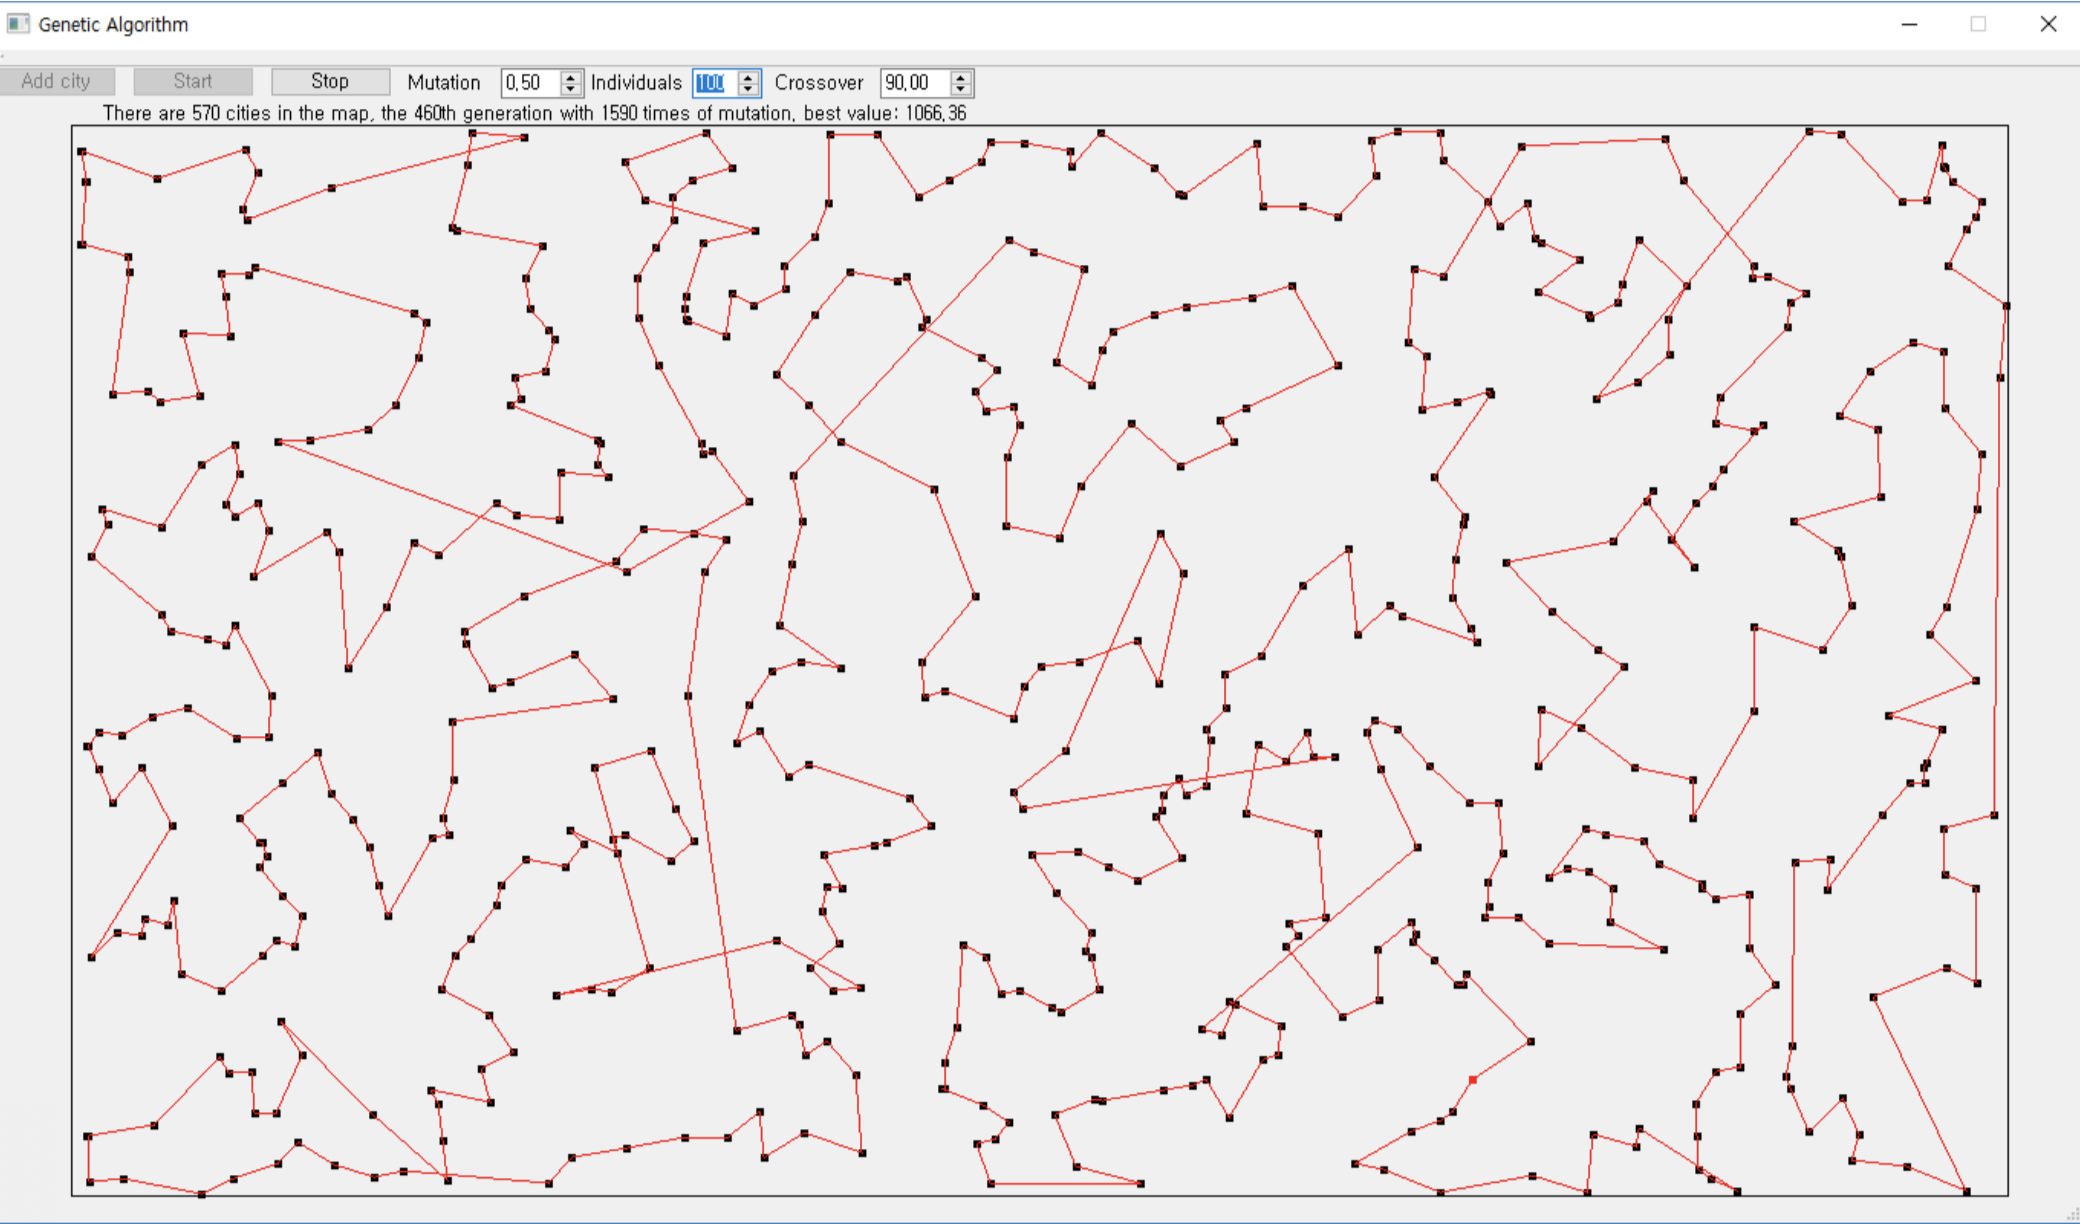 Genetic Algorithm
Add city Start Stop Mutation 0,50 Individuals 100 Crossover 90,00
There are 570 cities in the map, the 460th generation with 1590 times of mutation, best value: 1066,36